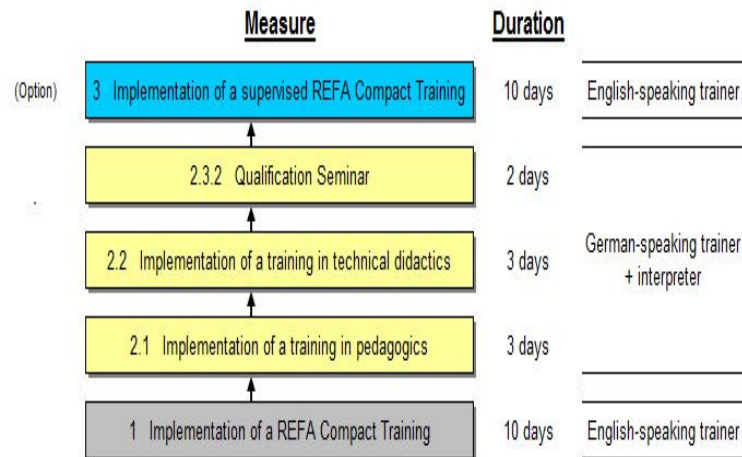 Measure Duration
(Option) 3 Implementation of a supervised REFA Compact Training 10 days English-speaking trainer
2.3.2 Qualification Seminar 2 days
2.2 Implementation of a training in technical didactics 3 days German-speaking trainer
+ interpreter
2.1 Implementation of a training in pedagogics 3 days
1 Implementation of a REFA Compact Training 10 days English-speaking trainer